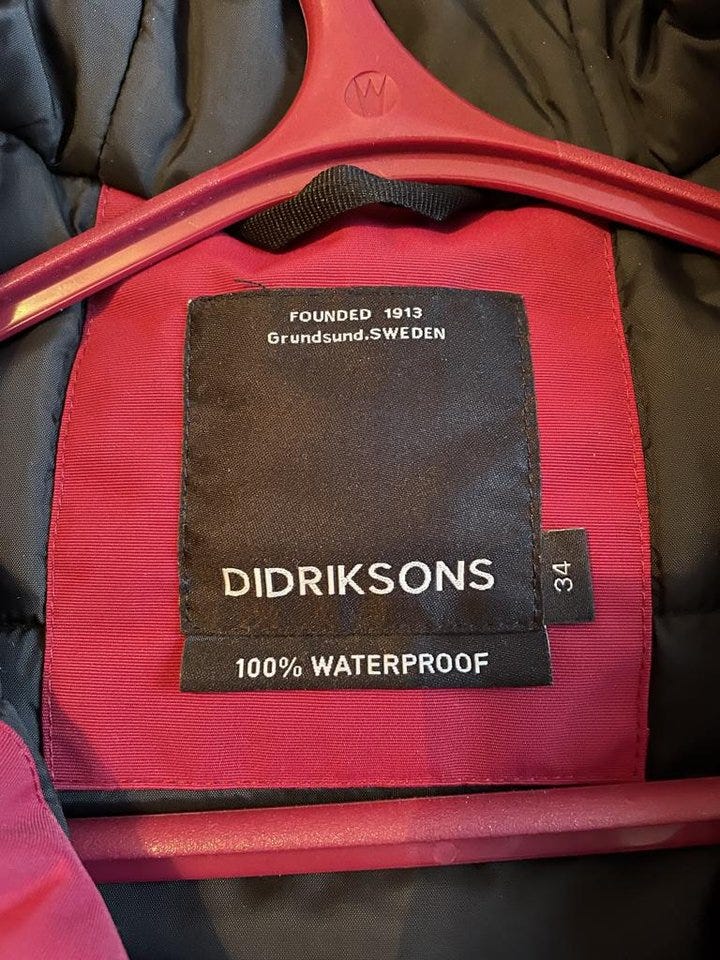 W
FOUNDED 1913
Grundsund.SWEDEN
DIDRIKSONS
34
100% WATERPROOF